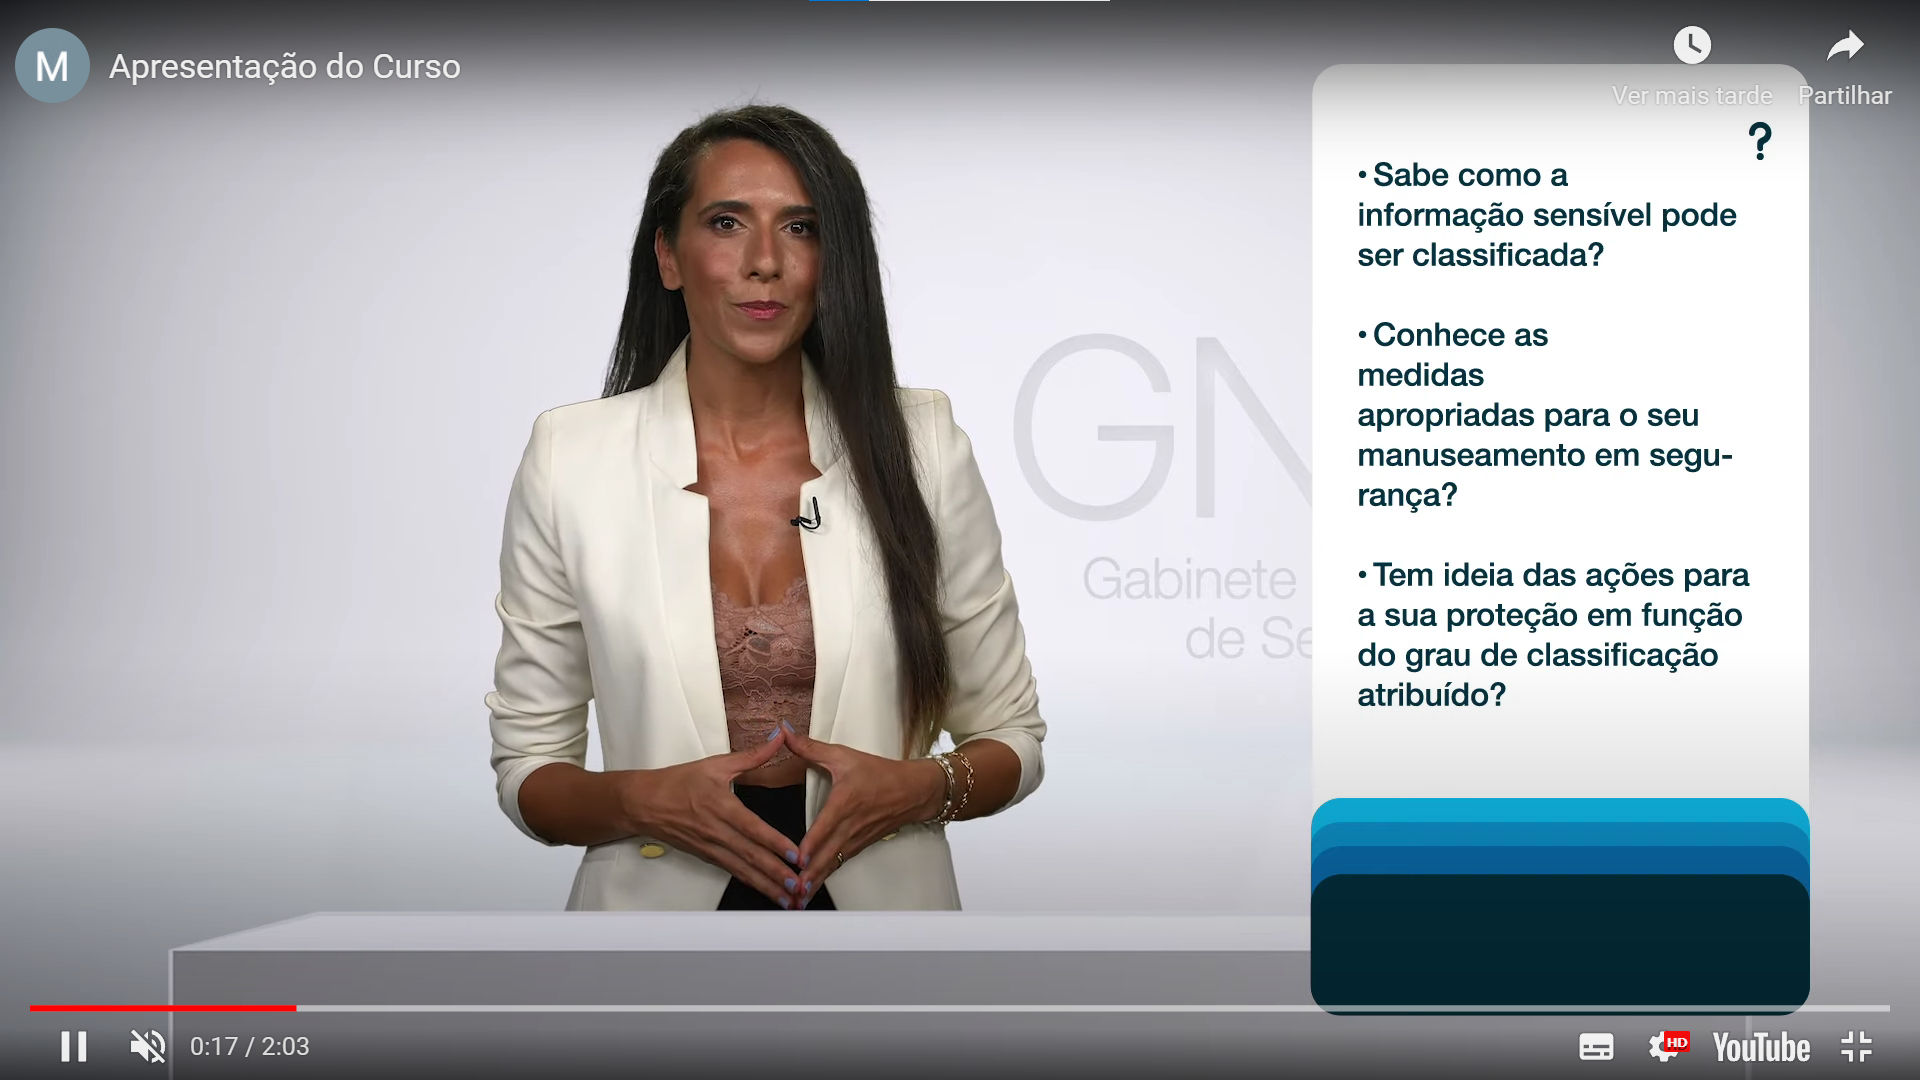 M
Apresentação do Curso
Ver mais tarde
Partilhar
?
• Sabe como a
informação sensível pode
ser classificada?
• Conhece as
medidas
apropriadas para o seu
manuseamento em segu-
rança?
• Tem ideia das ações para
a sua proteção em função
do grau de classificação
atribuído?
GN
Gabinete
de Se
0:17 / 2:03
HD
YouTube